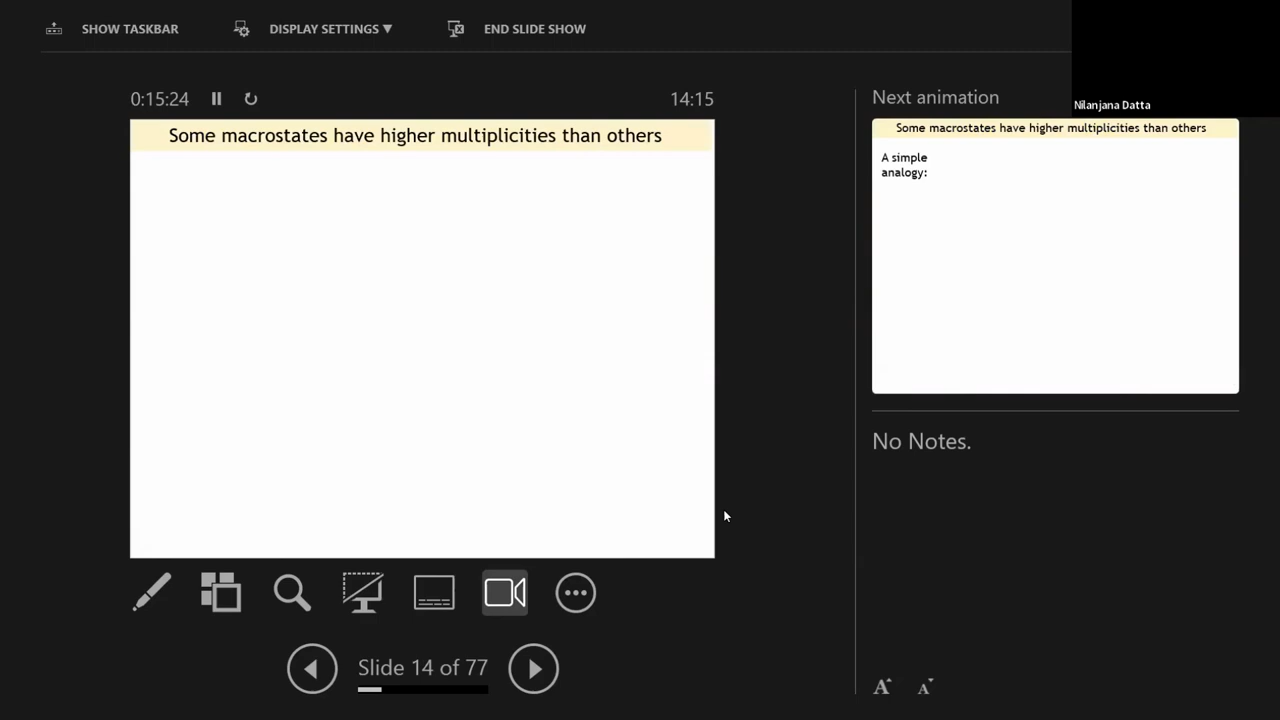 SHOW TASKBAR
DISPLAY SETTINGS ▼
END SLIDE SHOW
0:15:24
14:15
Next animation
Nilanjana Datta
Some macrostates have higher multiplicities than others
Some macrostates have higher multiplicities than others
A simple
analogy:
No Notes.
Slide 14 of 77
A A